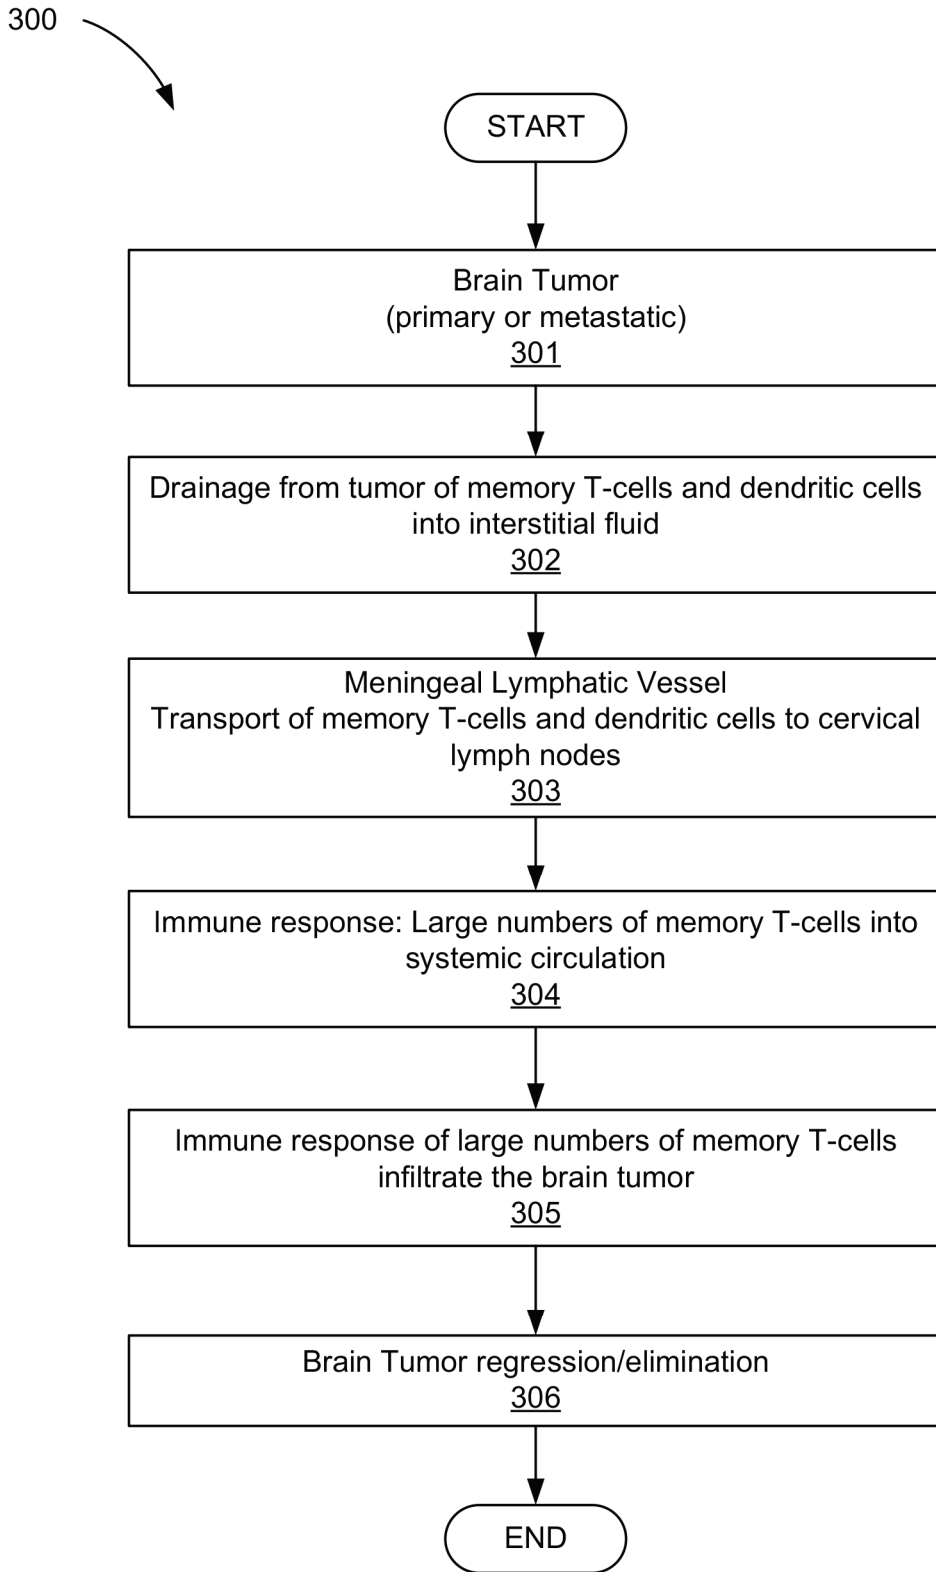 300
START
Brain Tumor
(primary or metastatic)
301
Drainage from tumor of memory T-cells and dendritic cells
into interstitial fluid
302
Meningeal Lymphatic Vessel
Transport of memory T-cells and dendritic cells to cervical
lymph nodes
303
Immune response: Large numbers of memory T-cells into
systemic circulation
304
Immune response of large numbers of memory T-cells
infiltrate the brain tumor
305
Brain Tumor regression/elimination
306
END